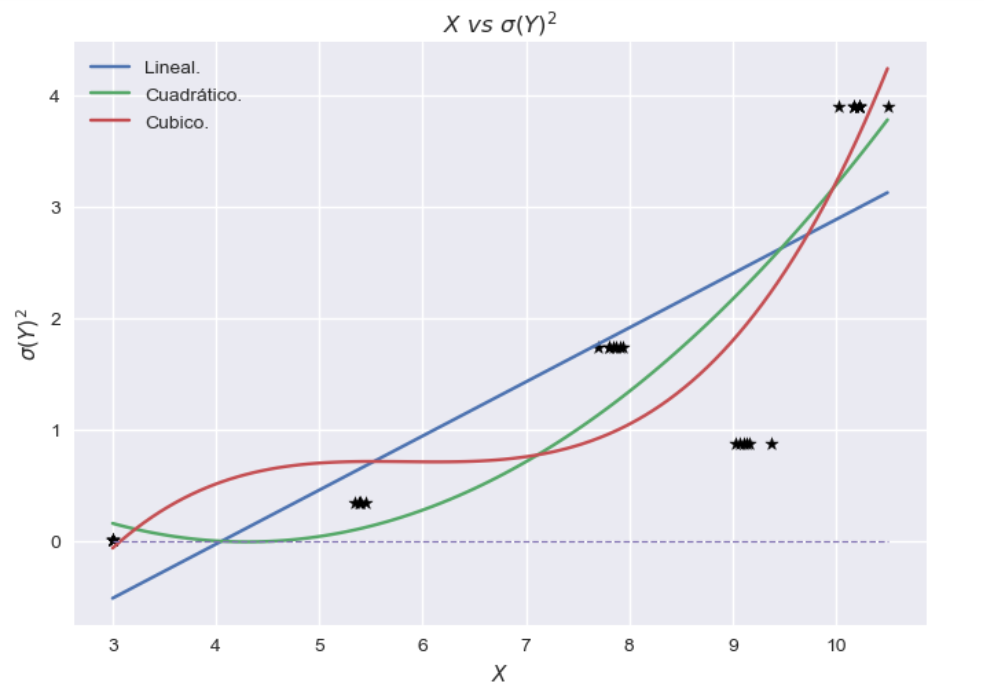 X vs σ(Y)²
Lineal.
Cuadrático.
Cubico.
4
3
2
1
0
σ(Y)²
3 4 5 6 7 8 9 10
X